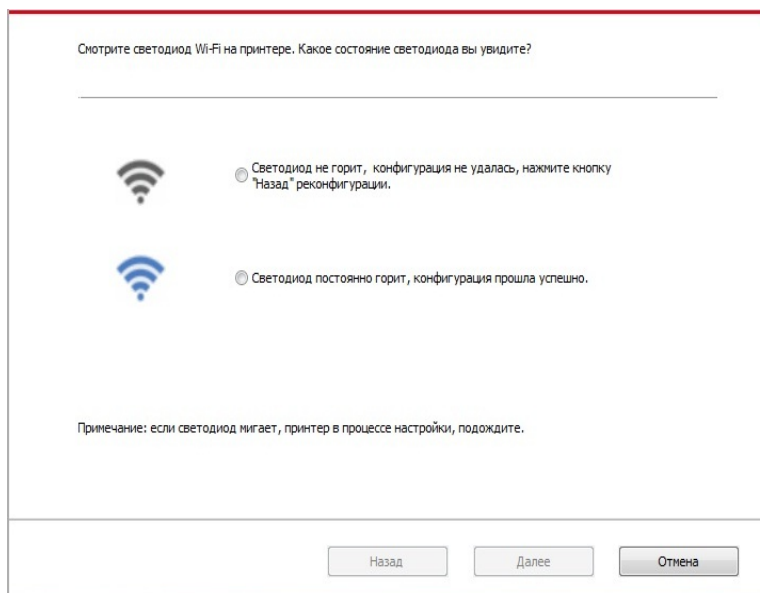 Смотрите светодиод Wi-Fi на принтере. Какое состояние светодиода вы увидите?
Светодиод не горит, конфигурация не удалась, нажмите кнопку
"Назад" реконфигурации.
Светодиод постоянно горит, конфигурация прошла успешно.
Примечание: если светодиод мигает, принтер в процессе настройки, подождите.
Назад
Далее
Отмена